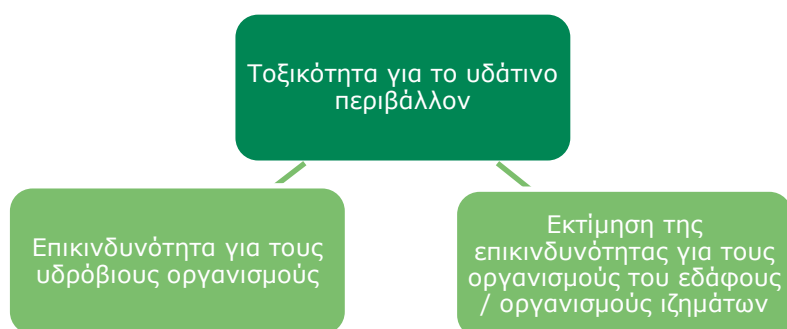 Τοξικότητα για το υδάτινο
περιβάλλον
Επικινδυνότητα για τους
υδρόβιους οργανισμούς
Εκτίμηση της
επικινδυνότητας για τους
οργανισμούς του εδάφους
/ οργανισμούς ιζημάτων